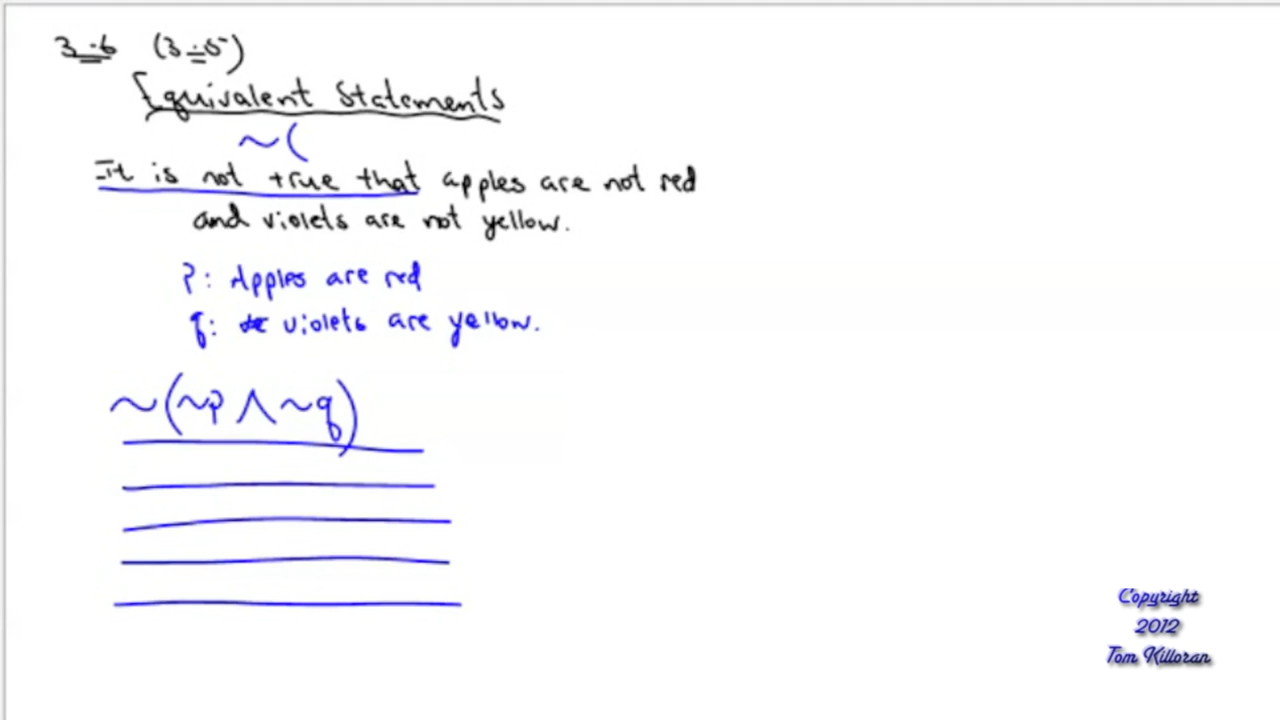 3-6 (3-5)
Equivalent Statements
~(
It is not true that apples are not red
and violets are not yellow.
P: Apples are red
q: violets are yellow.
~(~P ∧ ~q)
Copyright
2012
Tom Killoran